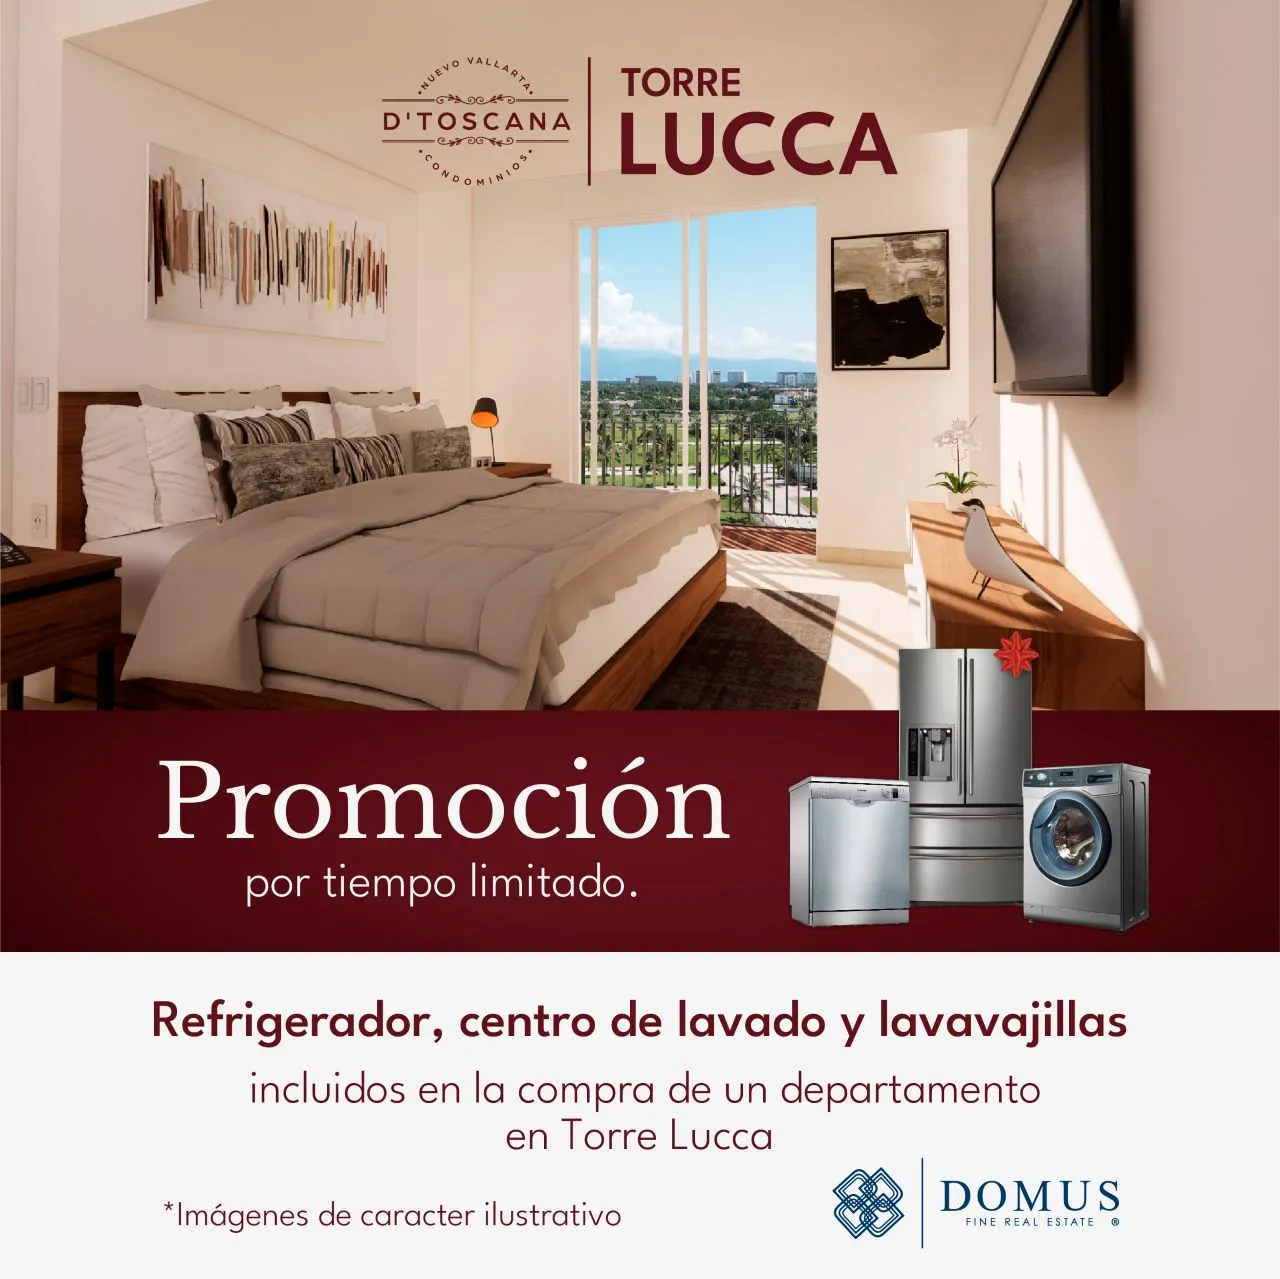 NUEVO VALLARTA
D'TOSCANA
CONDOMINIOS
TORRE
LUCCA
Promoción
por tiempo limitado.
Refrigerador, centro de lavado y lavavajillas
incluidos en la compra de un departamento
en Torre Lucca
*Imágenes de caracter ilustrativo
DOMUS
FINE REAL ESTATE ®